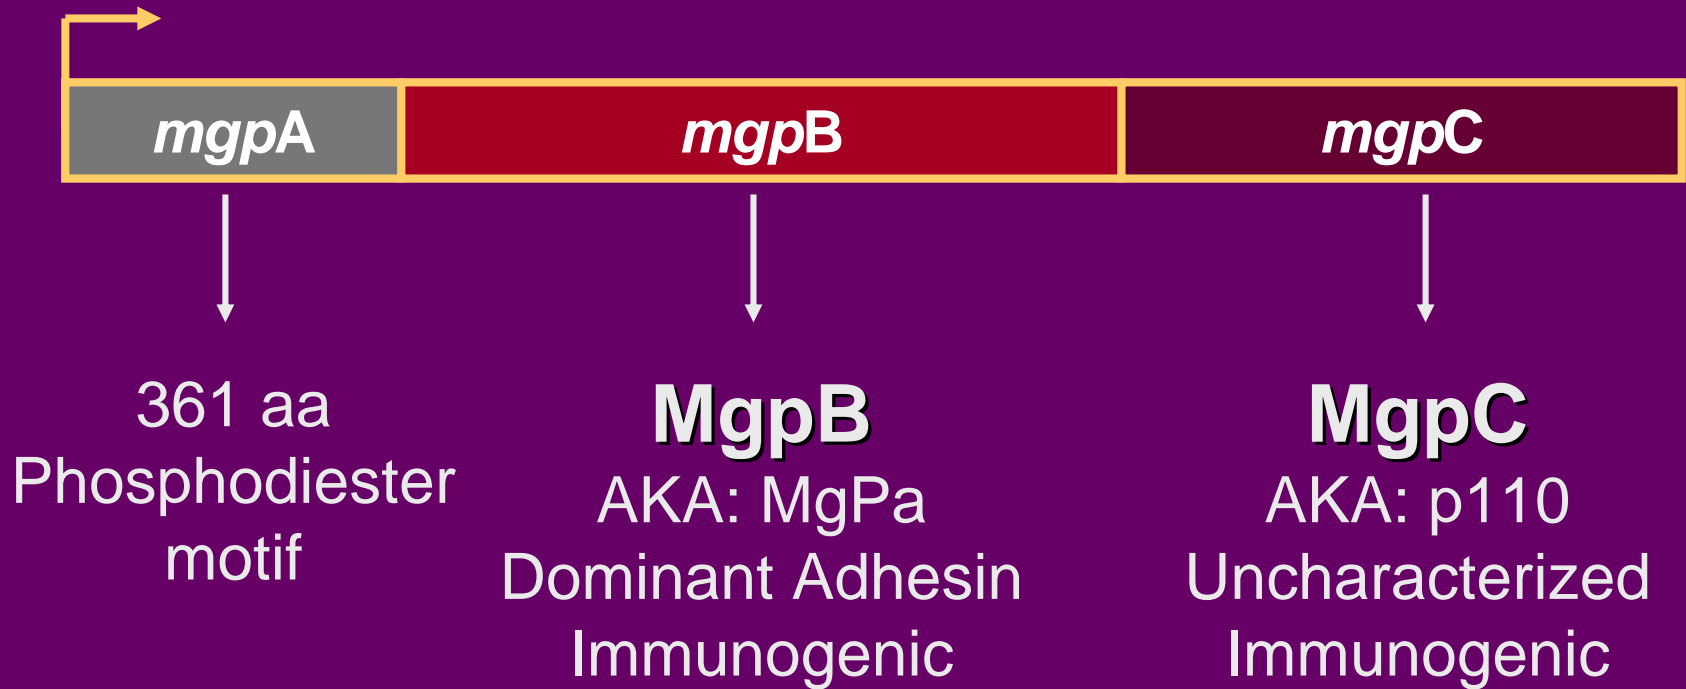 mgpA mgpB mgpC
361 aa
Phosphodiester
motif
MgpB
AKA: MgPa
Dominant Adhesin
Immunogenic
MgpC
AKA: p110
Uncharacterized
Immunogenic